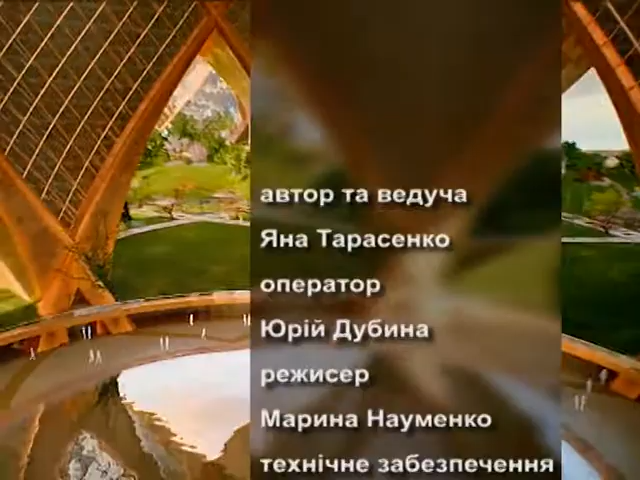 автор та ведуча
Яна Тарасенко
оператор
Юрій Дубина
режисер
Марина Науменко
технічне забезпечення